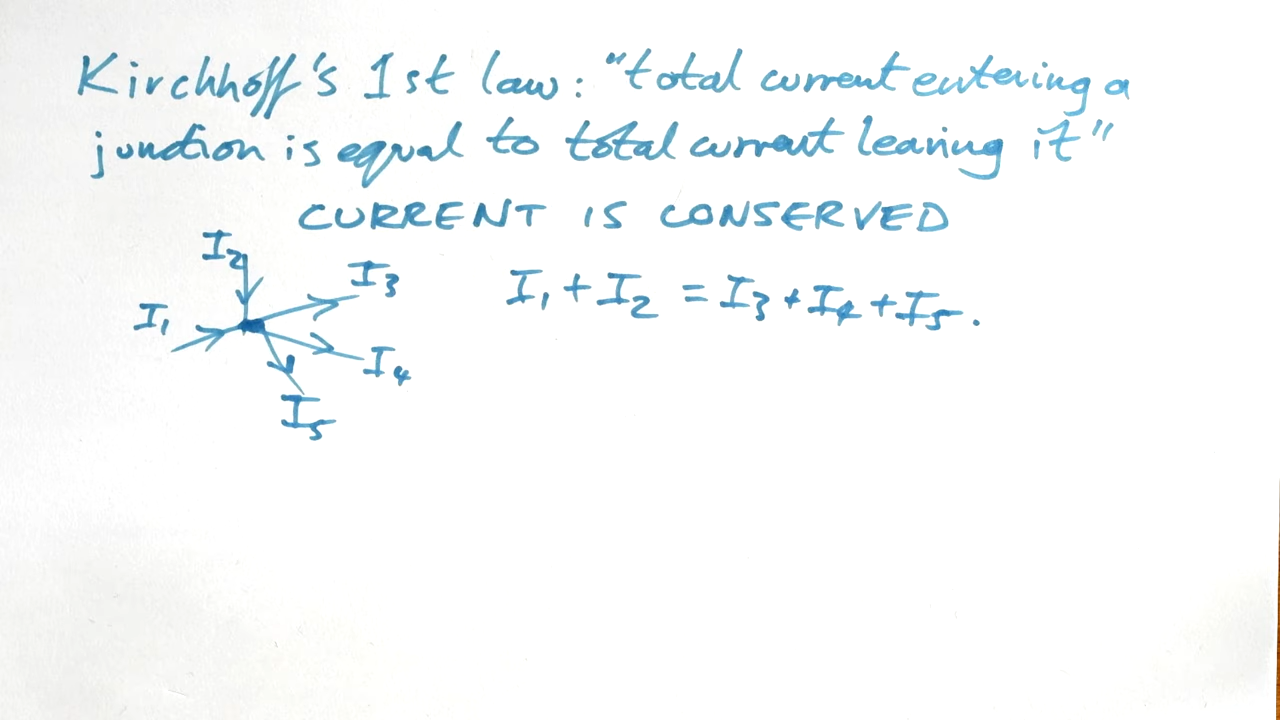 Kirchhoff's 1st law: "total current entering a
junction is equal to total current leaving it"
CURRENT IS CONSERVED
I₂
I₃
I₁
I₄
I₅
I₁ + I₂ = I₃ + I₄ + I₅.